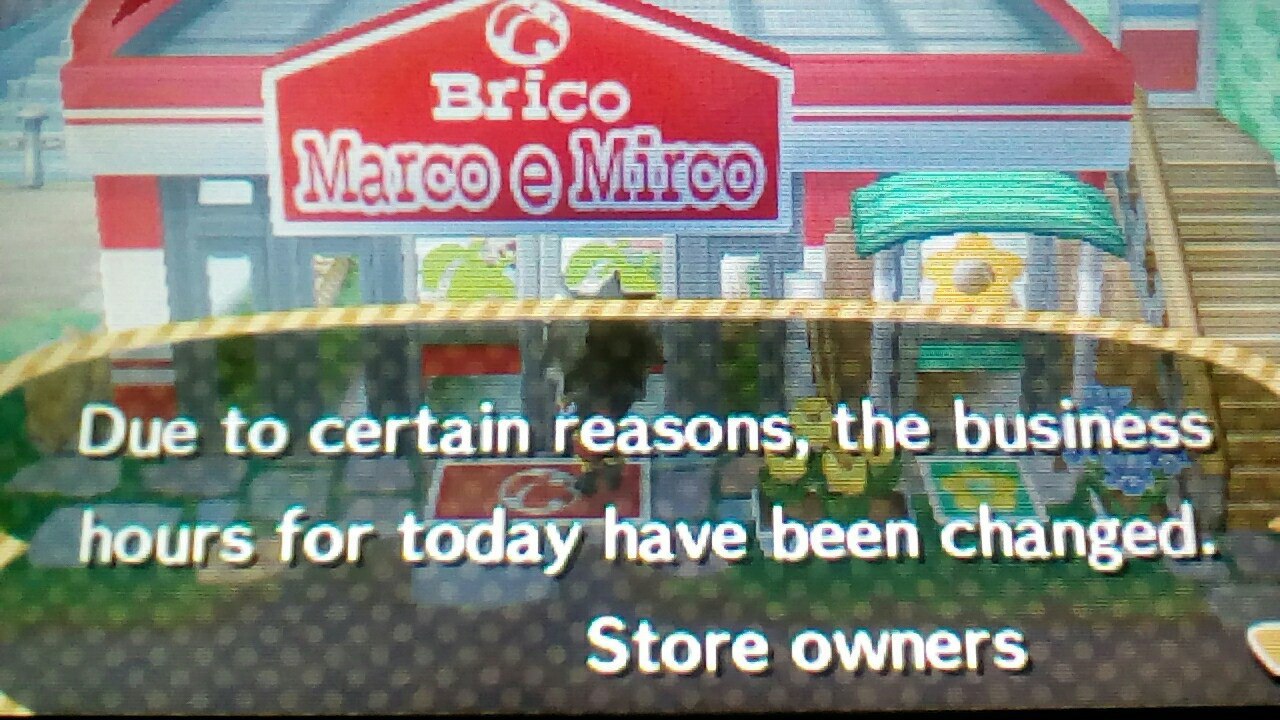 Brico
Marco e Mirco
Due to certain reasons, the business
hours for today have been changed.
Store owners